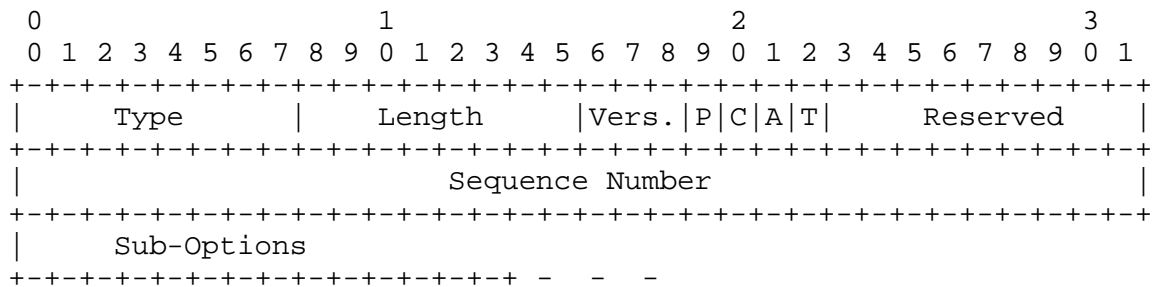 0                   1                   2                   3
 0 1 2 3 4 5 6 7 8 9 0 1 2 3 4 5 6 7 8 9 0 1 2 3 4 5 6 7 8 9 0 1
+-+-+-+-+-+-+-+-+-+-+-+-+-+-+-+-+-+-+-+-+-+-+-+-+-+-+-+-+-+-+-+-+
|     Type      |    Length     |Vers.|P|C|A|T|     Reserved    |
+-+-+-+-+-+-+-+-+-+-+-+-+-+-+-+-+-+-+-+-+-+-+-+-+-+-+-+-+-+-+-+-+
|                        Sequence Number                        |
+-+-+-+-+-+-+-+-+-+-+-+-+-+-+-+-+-+-+-+-+-+-+-+-+-+-+-+-+-+-+-+-+
|     Sub-Options
+-+-+-+-+-+-+-+-+-+-+-+-+-+-+ -  -  -